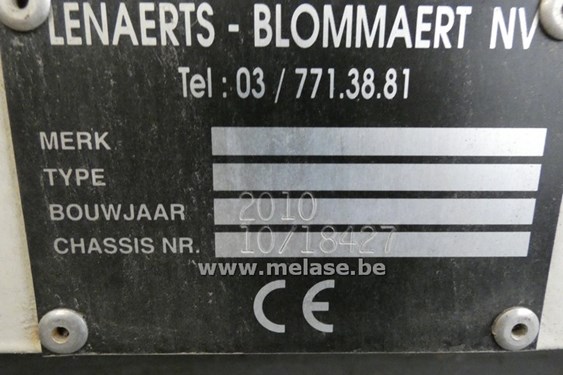 LENAERTS - BLOMMAERT NV
Tel : 03 / 771.38.81
MERK
TYPE
BOUWJAAR 2010
CHASSIS NR. 10/18427
www.melase.be
CE